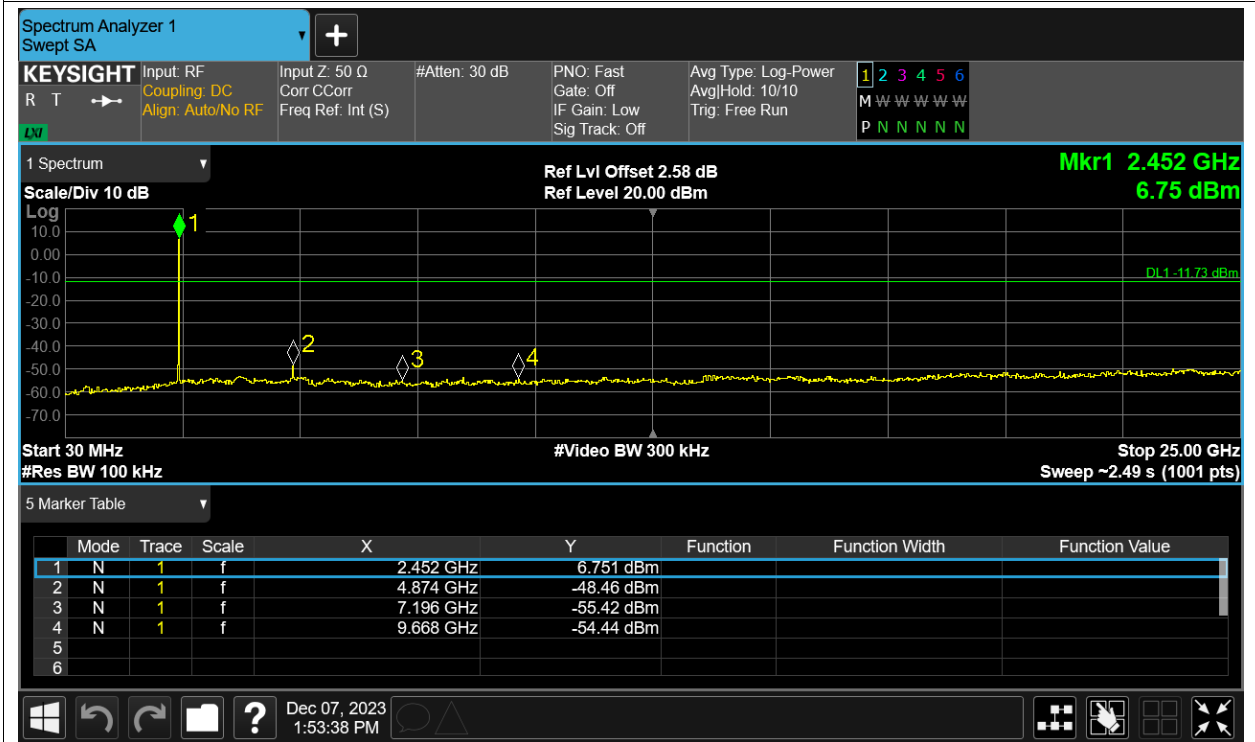 Spectrum Analyzer 1
Swept SA
KEYSIGHT
R T
LXI
Input: RF
Coupling: DC
Align: Auto/No RF
Input Z: 50 Ω
Corr CCorr
Freq Ref: Int (S)
#Atten: 30 dB
PNO: Fast
Gate: Off
IF Gain: Low
Sig Track: Off
Avg Type: Log-Power
Avg|Hold: 10/10
Trig: Free Run
1 2 3 4 5 6
M W W W W W
P N N N N N
1 Spectrum
Scale/Div 10 dB
Ref Lvl Offset 2.58 dB
Ref Level 20.00 dBm
Mkr1 2.452 GHz
6.75 dBm
Log
10.0
0.00
-10.0
-20.0
-30.0
-40.0
-50.0
-60.0
-70.0
1
2
3
4
DL1 -11.73 dBm
Start 30 MHz
#Res BW 100 kHz
#Video BW 300 kHz
Stop 25.00 GHz
Sweep ~2.49 s (1001 pts)
5 Marker Table
Mode Trace Scale X Y Function Function Width Function Value
1 N 1 f 2.452 GHz 6.751 dBm
2 N 1 f 4.874 GHz -48.46 dBm
3 N 1 f 7.196 GHz -55.42 dBm
4 N 1 f 9.668 GHz -54.44 dBm
5
6
?
Dec 07, 2023
1:53:38 PM